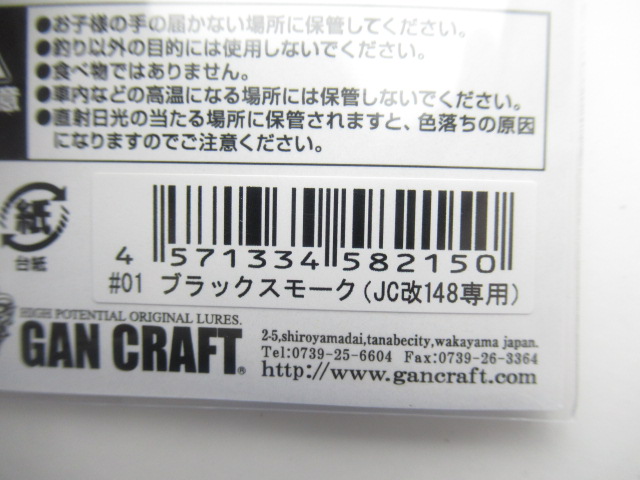 ●お子様の手の届かない場所に保管してください。
●釣り以外の目的には使用しないでください。
●食べ物ではありません。
●車内などの高温になる場所には保管しないでください。
●直射日光の当たる場所に保管されますと、色落ちの原因
になりますのでご注意ください。
意
紙
台紙
4 571334 582150
#01 ブラックスモーク(JC改148専用)
HIGH POTENTIAL ORIGINAL LURES.
GAN CRAFT®
2-5,shiroyamadai,tanabecity,wakayama japan.
Tel:0739-25-6604 Fax:0739-26-3364
http://www.gancraft.com